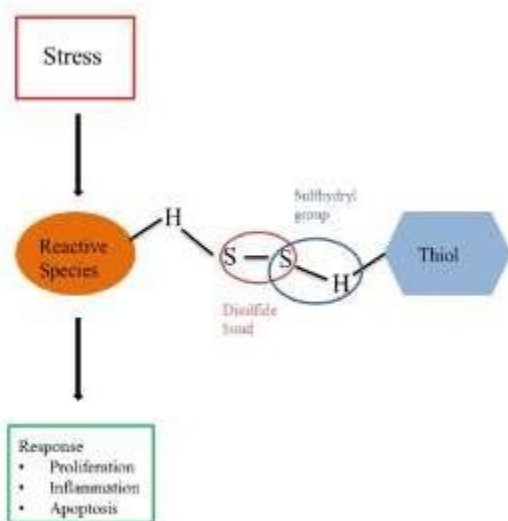 Stress
Sulfhydryl
group
H
Reactive
Species
S
S
H
Thiol
Disulfide
bond
Response
• Proliferation
• Inflammation
• Apoptosis